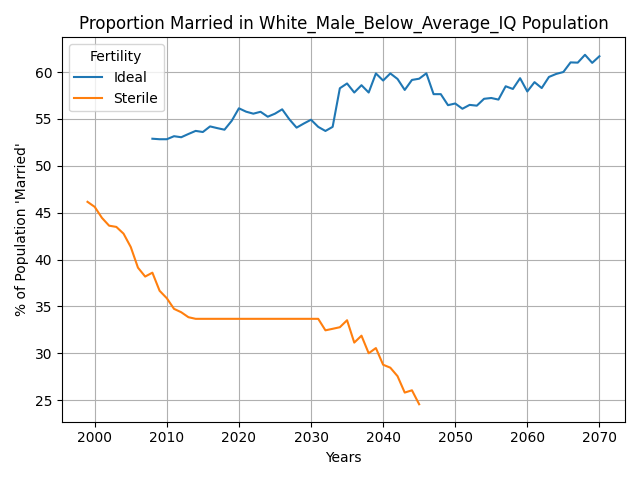 Proportion Married in White_Male_Below_Average_IQ Population
Fertility
Ideal
Sterile
% of Population 'Married'
60
55
50
45
40
35
30
25
2000 2010 2020 2030 2040 2050 2060 2070
Years